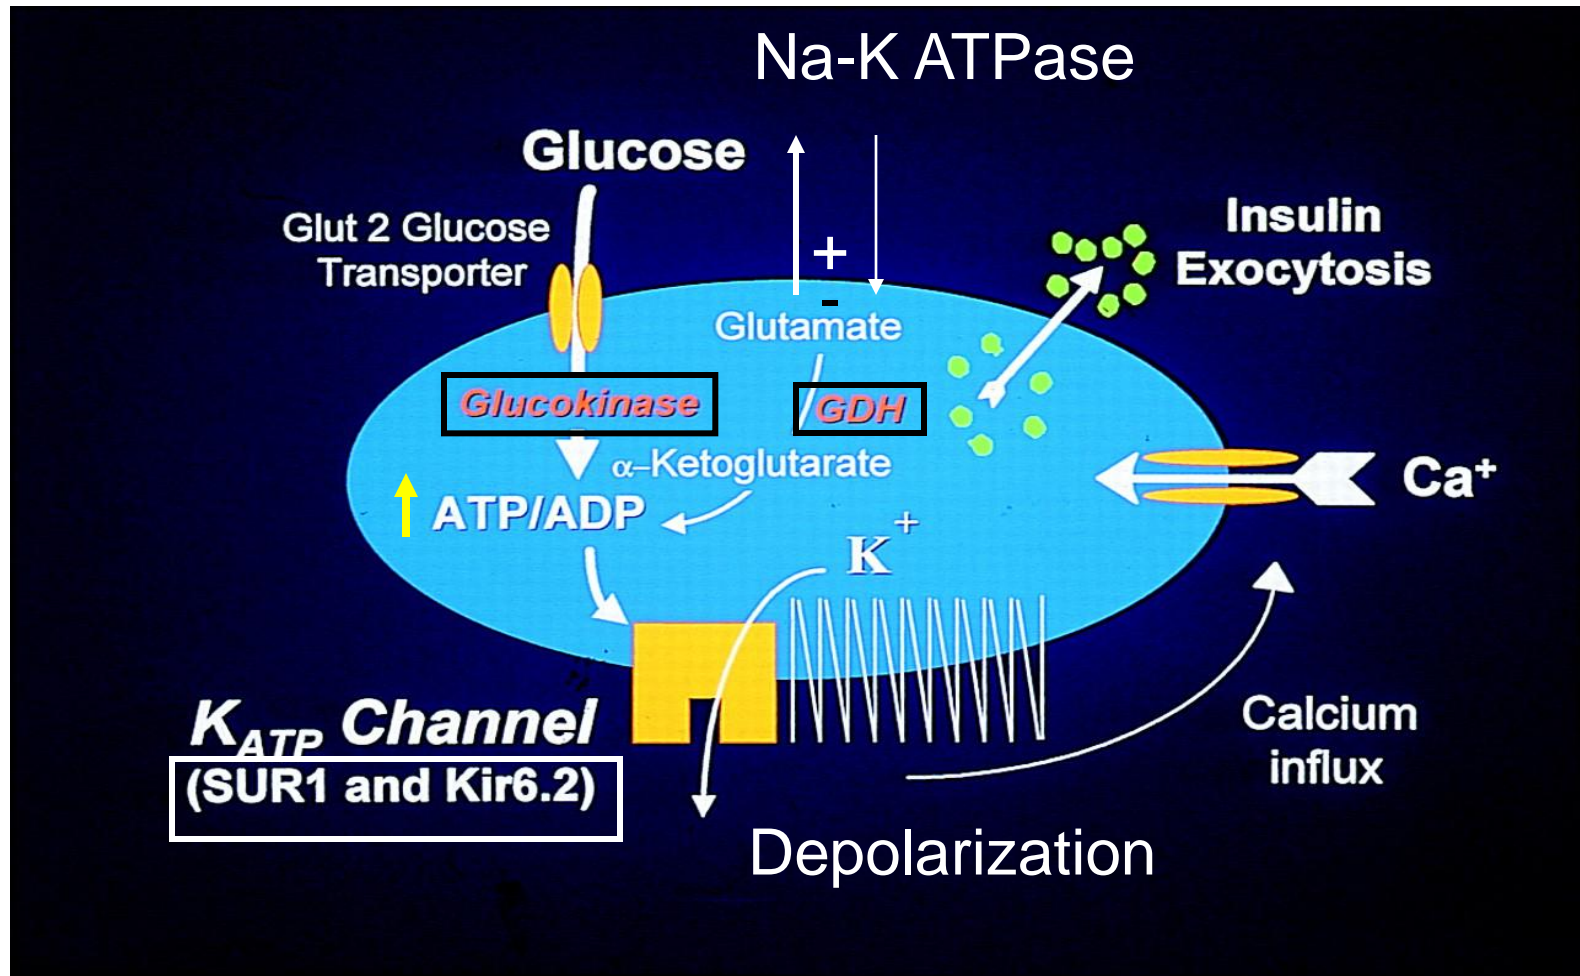 Na-K ATPase
Glucose
Glut 2 Glucose
Transporter
+
-
Insulin
Exocytosis
Glutamate
Glucokinase
GDH
α-Ketoglutarate
ATP/ADP
Ca+
K+
KATP Channel
(SUR1 and Kir6.2)
Calcium
influx
Depolarization